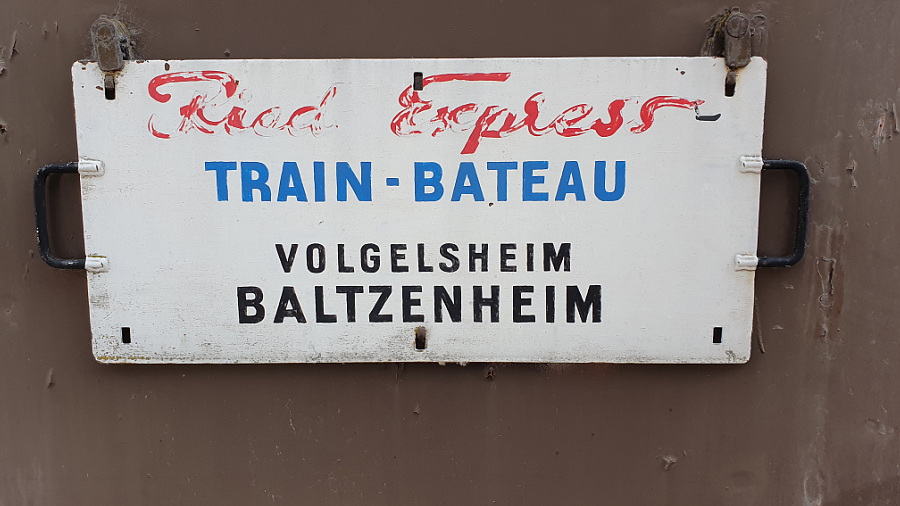 Ried Express
TRAIN-BATEAU
VOLGELSHEIM
BALTZENHEIM